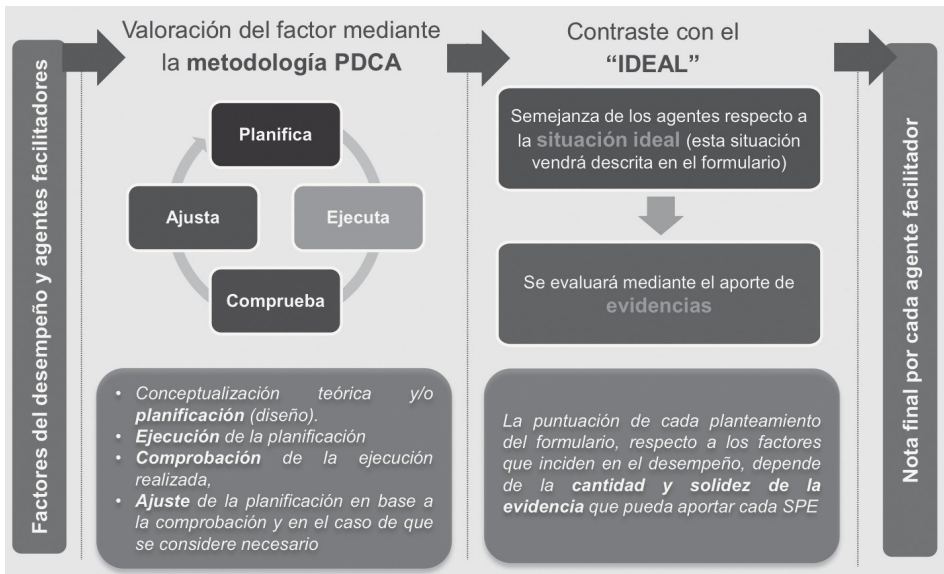 Factores del desempeño y agentes facilitadores
Valoración del factor mediante
la metodología PDCA
Planifica
Ajusta
Ejecuta
Comprueba
• Conceptualización teórica y/o
planificación (diseño).
• Ejecución de la planificación
• Comprobación de la ejecución
realizada,
• Ajuste de la planificación en base a
la comprobación y en el caso de que
se considere necesario
Contraste con el
“IDEAL”
Semejanza de los agentes respecto a
la situación ideal (esta situación
vendrá descrita en el formulario)
Se evaluará mediante el aporte de
evidencias
La puntuación de cada planteamiento
del formulario, respecto a los factores
que inciden en el desempeño, depende
de la cantidad y solidez de la
evidencia que pueda aportar cada SPE
Nota final por cada agente facilitador